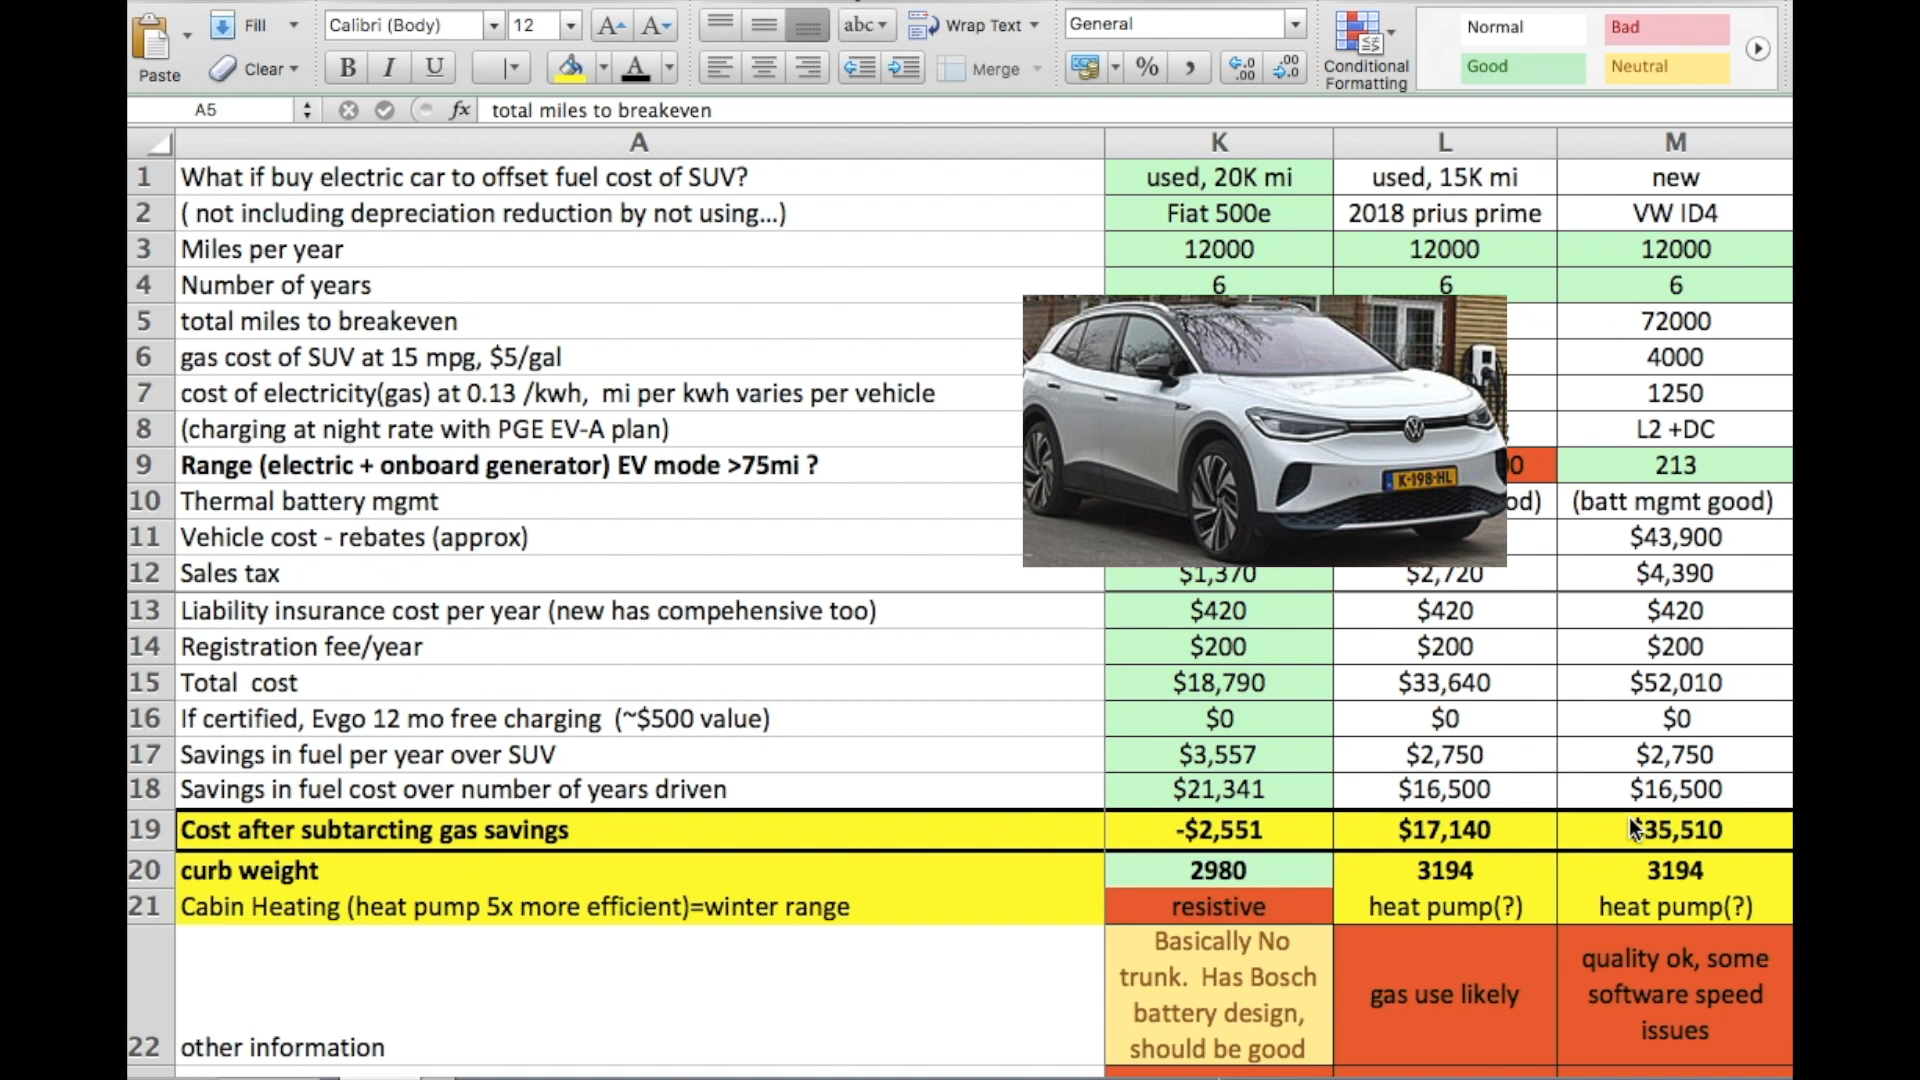 Fill Calibri (Body) 12 A A abc Wrap Text General Normal Bad
Paste Clear B I U A Merge % , .0 .00 .00 .0 Conditional Formatting Good Neutral
A5 fx total miles to breakeven
A K L M
1 What if buy electric car to offset fuel cost of SUV? used, 20K mi used, 15K mi new
2 ( not including depreciation reduction by not using...) Fiat 500e 2018 prius prime VW ID4
3 Miles per year 12000 12000 12000
4 Number of years 6 6 6
5 total miles to breakeven 72000
6 gas cost of SUV at 15 mpg, $5/gal 4000
7 cost of electricity(gas) at 0.13 /kwh, mi per kwh varies per vehicle 1250
8 (charging at night rate with PGE EV-A plan) L2 +DC
9 Range (electric + onboard generator) EV mode >75mi ? 213
10 Thermal battery mgmt od) (batt mgmt good)
11 Vehicle cost - rebates (approx) $43,900
12 Sales tax $1,370 $2,720 $4,390
13 Liability insurance cost per year (new has compehensive too) $420 $420 $420
14 Registration fee/year $200 $200 $200
15 Total cost $18,790 $33,640 $52,010
16 If certified, Evgo 12 mo free charging (~$500 value) $0 $0 $0
17 Savings in fuel per year over SUV $3,557 $2,750 $2,750
18 Savings in fuel cost over number of years driven $21,341 $16,500 $16,500
19 Cost after subtarcting gas savings -$2,551 $17,140 $35,510
20 curb weight 2980 3194 3194
21 Cabin Heating (heat pump 5x more efficient)=winter range resistive heat pump(?) heat pump(?)
22 other information Basically No trunk. Has Bosch battery design, should be good gas use likely quality ok, some software speed issues
K-198-HL